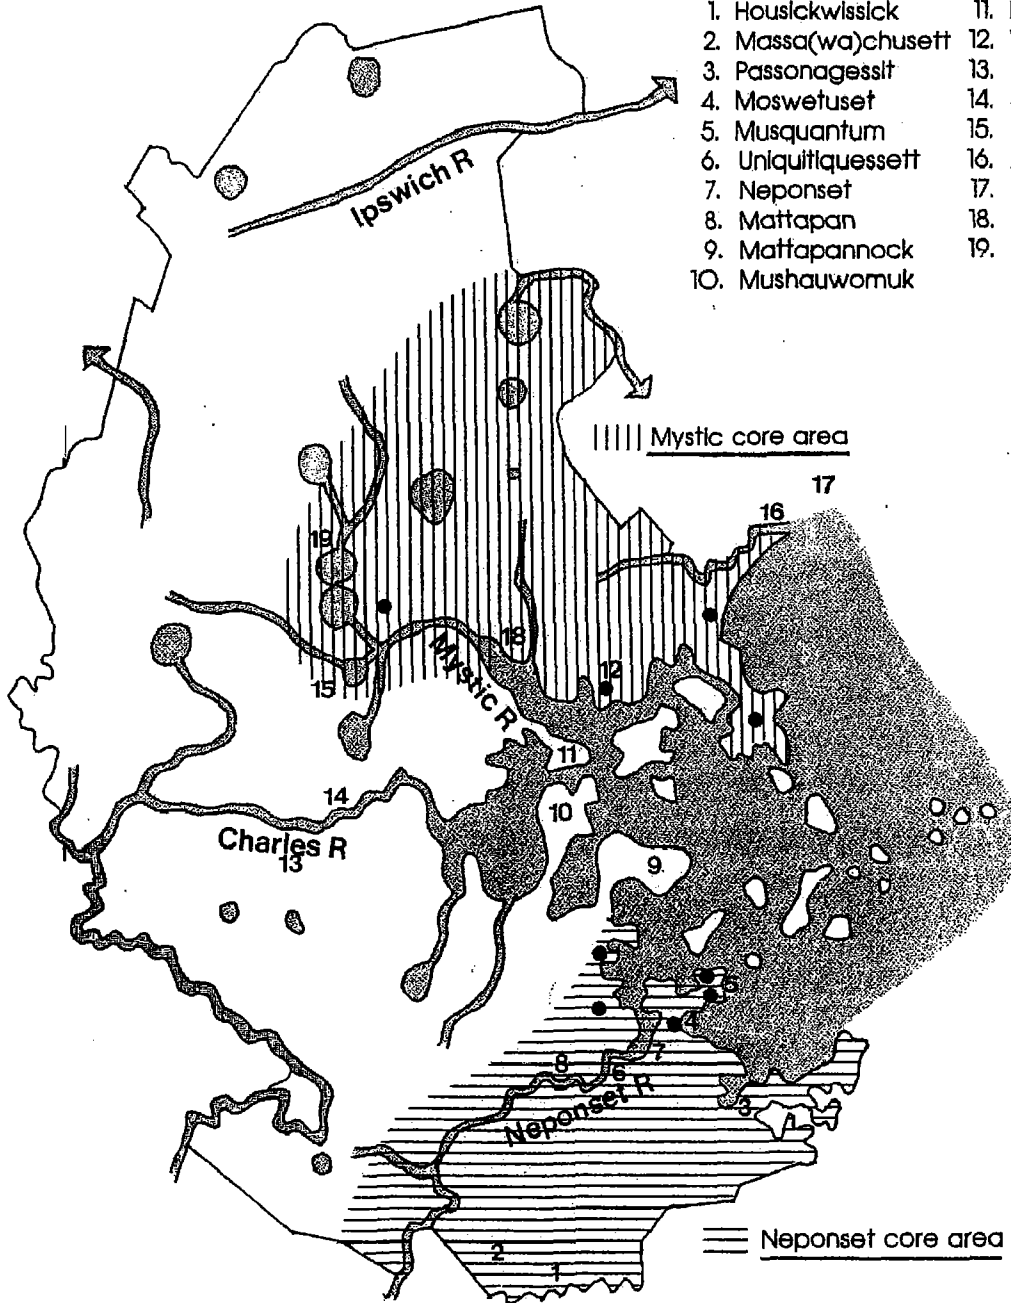 1. Housickwissick 11.
2. Massa(wa)chusett 12.
3. Passonagessit 13.
4. Moswetuset 14.
5. Musquantum 15.
6. Uniquitiquessett 16.
7. Neponset 17.
8. Mattapan 18.
9. Mattapannock 19.
10. Mushauwomuk
Ipswich R
Mystic core area
17
16
19
18
Mystic R
15
12
11
14
10
Charles R
13
9
5
4
7
8
6
Neponset R
3
2
1
Neponset core area